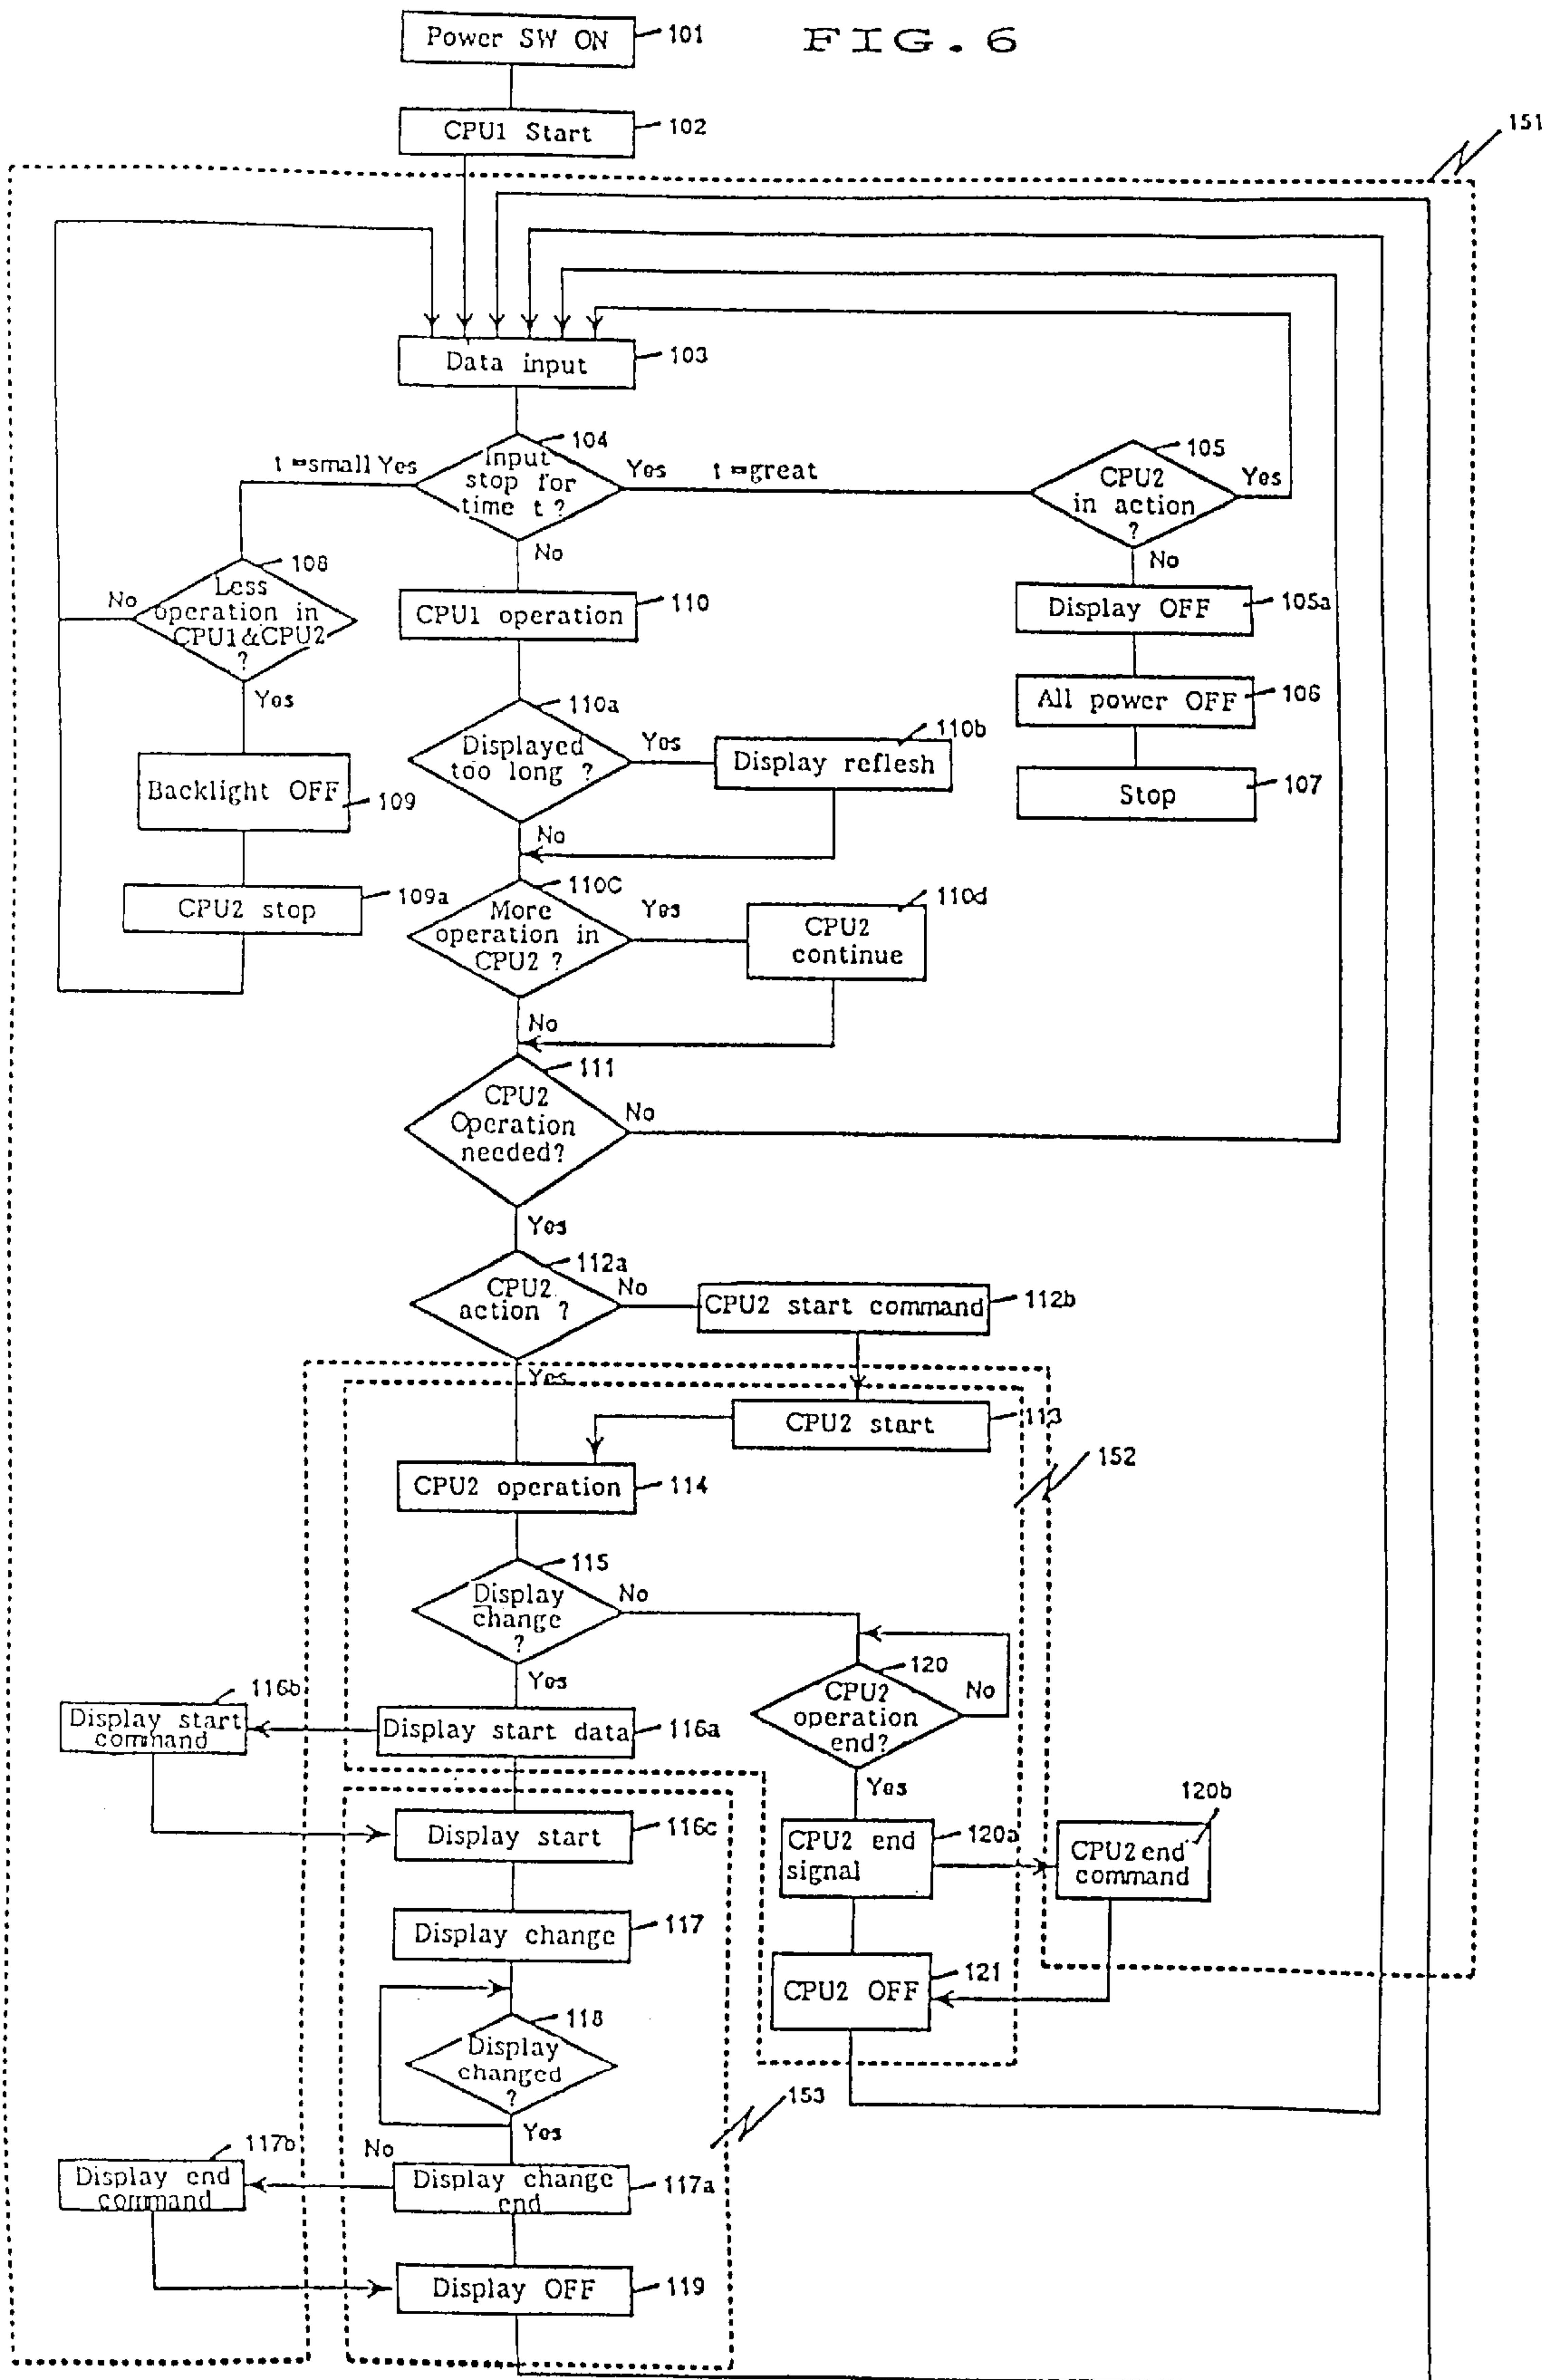 FIG. 6
Power SW ON
101
CPU1 Start
102
151
Data input
103
104
Input
stop for
time t ?
t=small Yes
Yes
t=great
No
105
CPU2
in action
?
Yes
No
Display OFF
105a
All power OFF
106
Stop
107
108
Less
operation in
CPU1&CPU2
?
No
Yes
Backlight OFF
109
CPU2 stop
109a
CPU1 operation
110
110a
Displayed
too long ?
Yes
110b
Display reflesh
No
110C
More
operation in
CPU2 ?
Yes
110d
CPU2
continue
No
111
CPU2
Operation
needed?
No
Yes
112a
CPU2
action ?
No
CPU2 start command
112b
Yes
CPU2 start
113
152
CPU2 operation
114
115
Display
change
?
No
Yes
120
CPU2
operation
end?
No
Yes
116b
Display start
command
Display start data
116a
Display start
116c
CPU2 end
signal
120a
120b
CPU2 end
command
Display change
117
CPU2 OFF
121
118
Display
changed
?
Yes
No
153
117b
Display end
command
Display change
end
117a
Display OFF
119